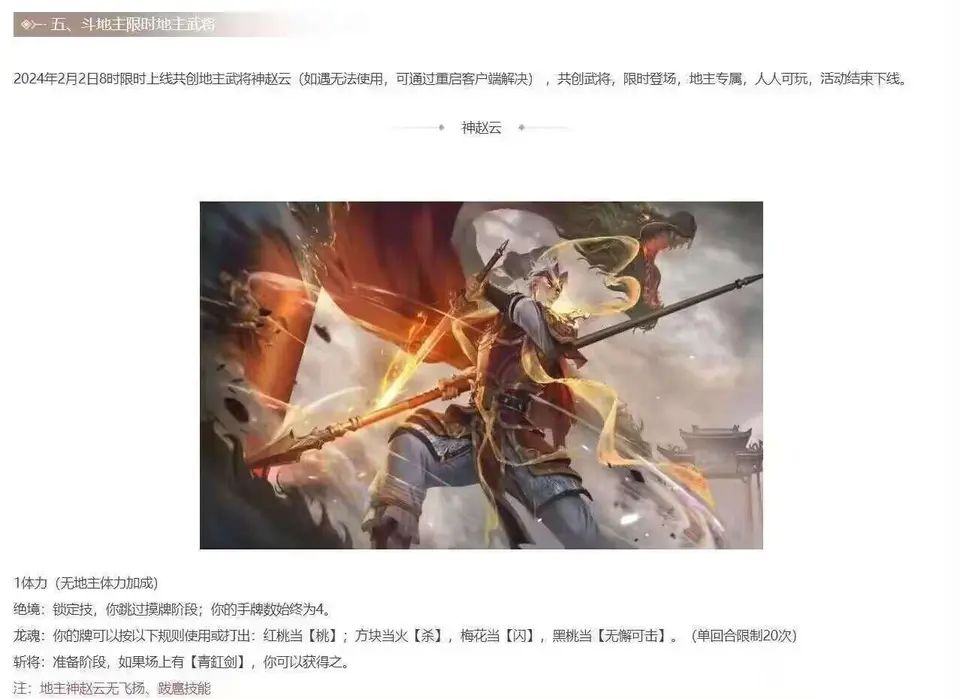 五、斗地主限时地主武将
2024年2月2日8时限时上线共创地主武将神赵云（如遇无法使用，可通过重启客户端解决），共创武将，限时登场，地主专属，人人可玩，活动结束下线。
神赵云
1体力（无地主体力加成）
绝境：锁定技，你跳过摸牌阶段；你的手牌数始终为4。
龙魂：你的牌可以按以下规则使用或打出：红桃当【桃】；方块当火【杀】，梅花当【闪】，黑桃当【无懈可击】。（单回合限制20次）
斩将：准备阶段，如果场上有【青釭剑】，你可以获得之。
注：地主神赵云无飞扬、跋扈技能